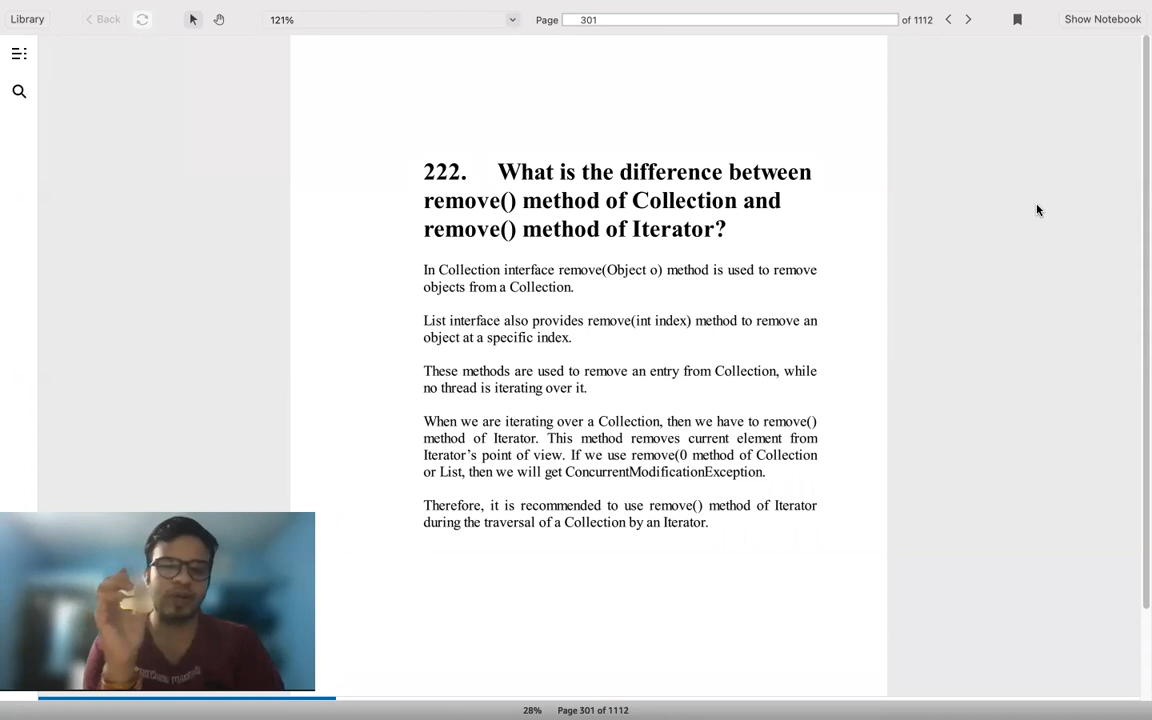 Library
Back
121%
Page 301 of 1112
Show Notebook
222. What is the difference between
remove() method of Collection and
remove() method of Iterator?
In Collection interface remove(Object o) method is used to remove
objects from a Collection.
List interface also provides remove(int index) method to remove an
object at a specific index.
These methods are used to remove an entry from Collection, while
no thread is iterating over it.
When we are iterating over a Collection, then we have to remove()
method of Iterator. This method removes current element from
Iterator’s point of view. If we use remove(0 method of Collection
or List, then we will get ConcurrentModificationException.
Therefore, it is recommended to use remove() method of Iterator
during the traversal of a Collection by an Iterator.
28% Page 301 of 1112